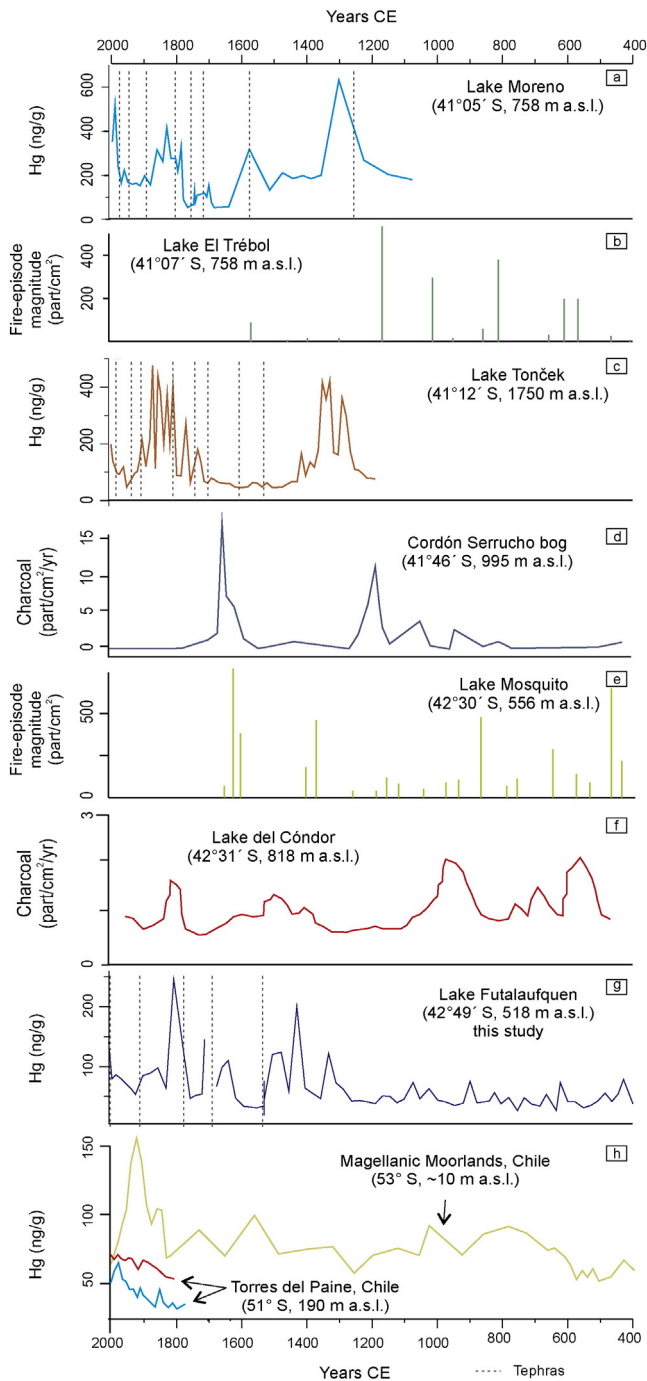 Years CE
2000 1800 1600 1400 1200 1000 800 600 400
a
Lake Moreno
(41°05´ S, 758 m a.s.l.)
Hg (ng/g)
600
400
200
0
b
Lake El Trébol
(41°07´ S, 758 m a.s.l.)
Fire-episode
magnitude
(part/cm²)
400
200
c
Lake Tonček
(41°12´ S, 1750 m a.s.l.)
Hg (ng/g)
400
200
0
d
Cordón Serrucho bog
(41°46´ S, 995 m a.s.l.)
Charcoal
(part/cm²/yr)
15
10
5
0
e
Lake Mosquito
(42°30´ S, 556 m a.s.l.)
Fire-episode
magnitude
(part/cm²)
500
0
f
Lake del Cóndor
(42°31´ S, 818 m a.s.l.)
Charcoal
(part/cm²/yr)
3
0
g
Lake Futalaufquen
(42°49´ S, 518 m a.s.l.)
this study
Hg (ng/g)
200
100
h
Magellanic Moorlands, Chile
(53° S, ~10 m a.s.l.)
Hg (ng/g)
150
100
50
Torres del Paine, Chile
(51° S, 190 m a.s.l.)
2000 1800 1600 1400 1200 1000 800 600 400
Years CE
Tephras